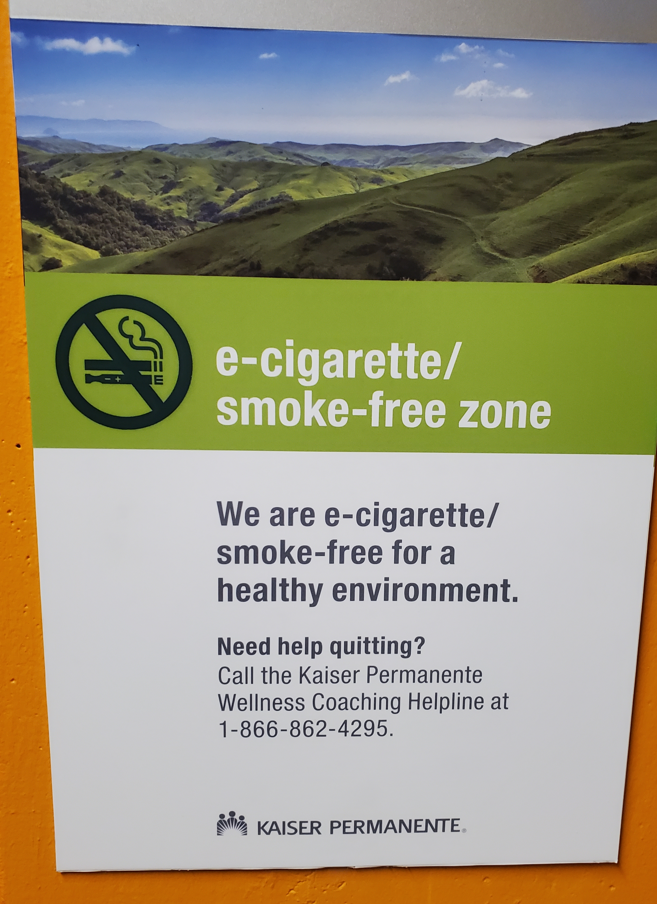 e-cigarette/
smoke-free zone
We are e-cigarette/
smoke-free for a
healthy environment.
Need help quitting?
Call the Kaiser Permanente
Wellness Coaching Helpline at
1-866-862-4295.
KAISER PERMANENTE®